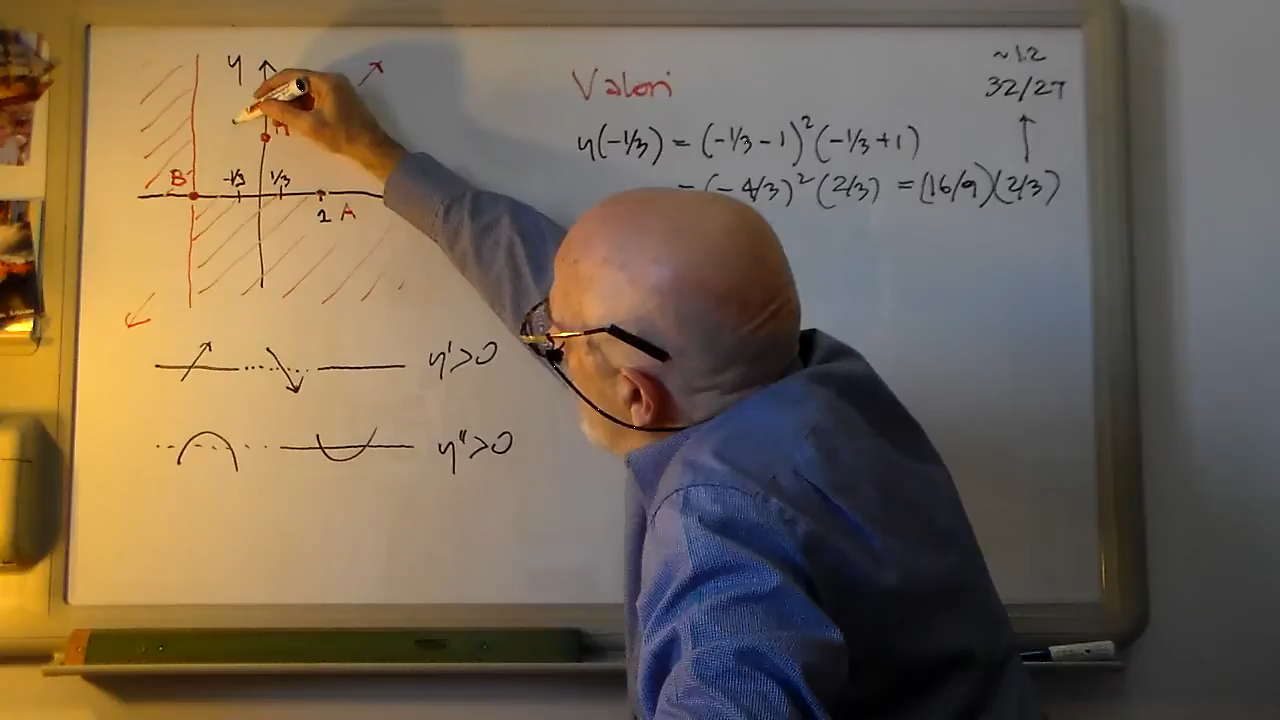 y
B
-1/3 1/3
1 A
y'>0
y">0
Valori
~1.2
32/27
y(-1/3) = (-1/3-1)²(-1/3+1)
= (-4/3)²(2/3) = (16/9)(2/3)